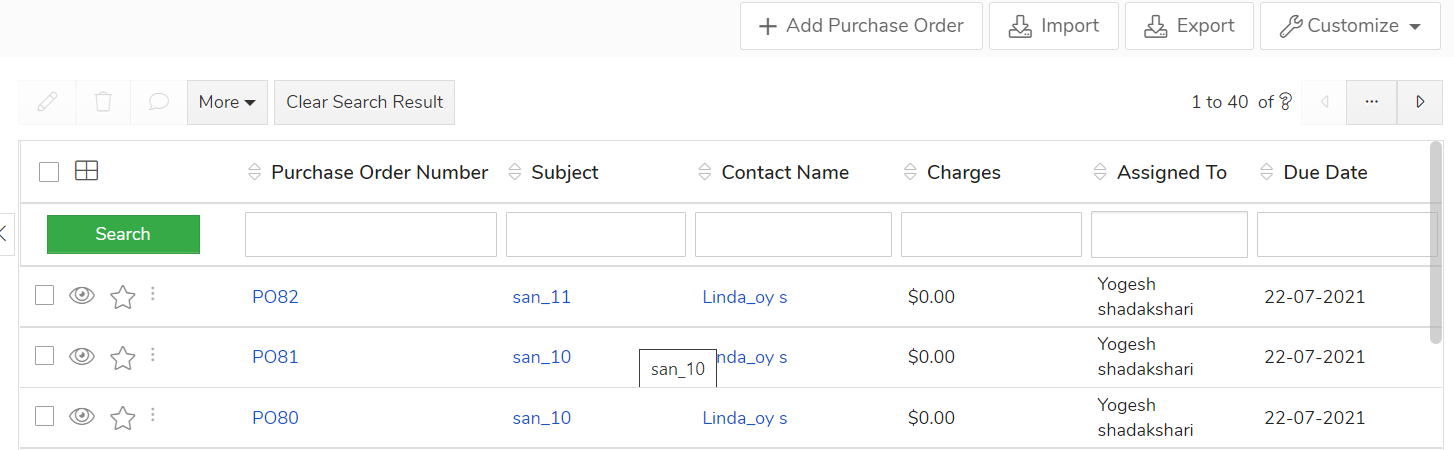 Add Purchase Order Import Export Customize
More Clear Search Result 1 to 40 of ? ...
Purchase Order Number Subject Contact Name Charges Assigned To Due Date
Search
PO82 san_11 Linda_oy s $0.00 Yogesh shadakshari 22-07-2021
PO81 san_10 nda_oy s $0.00 Yogesh shadakshari 22-07-2021
san_10
PO80 san_10 Linda_oy s $0.00 Yogesh shadakshari 22-07-2021